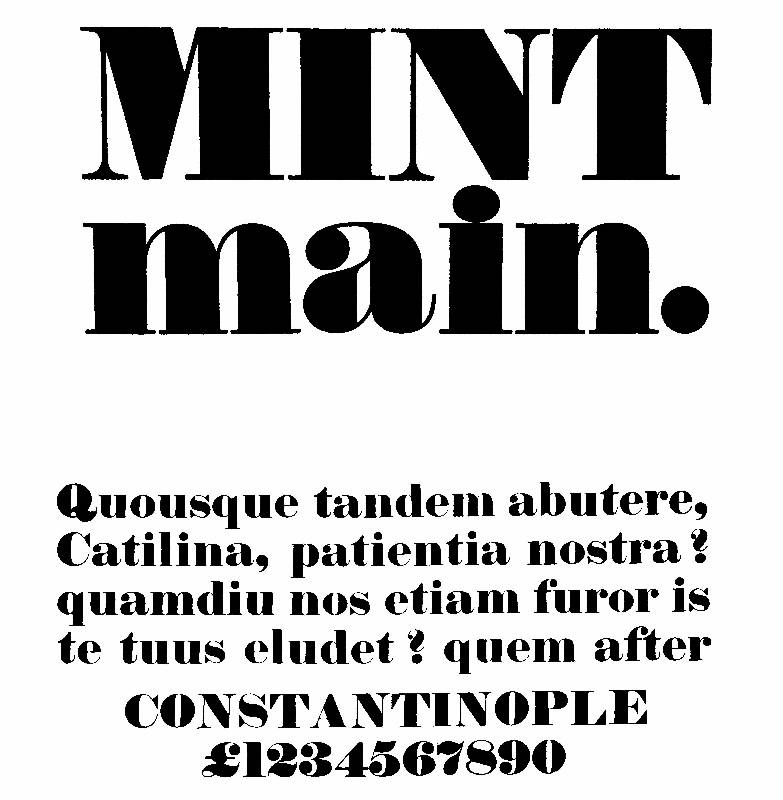 MINT
main.
Quousque tandem abutere,
Catilina, patientia nostra?
quamdiu nos etiam furor is
te tuus eludet? quem after
CONSTANTINOPLE
£1234567890